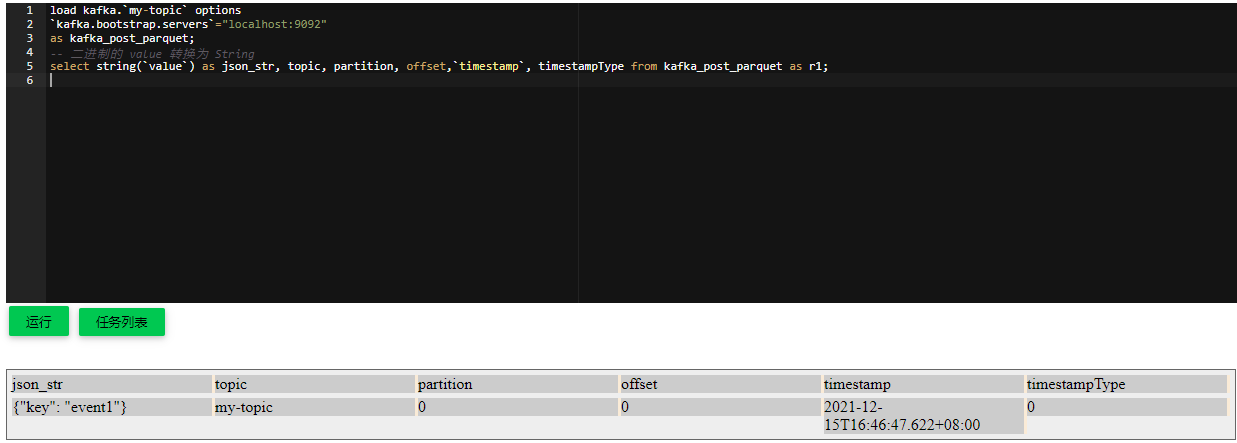 1 load kafka.`my-topic` options
2 `kafka.bootstrap.servers`="localhost:9092"
3 as kafka_post_parquet;
4 -- 二进制的 value 转换为 String
5 select string(`value`) as json_str, topic, partition, offset,`timestamp`, timestampType from kafka_post_parquet as r1;
6
运行 任务列表
json_str topic partition offset timestamp timestampType
{"key": "event1"} my-topic 0 0 2021-12- 0
15T16:46:47.622+08:00